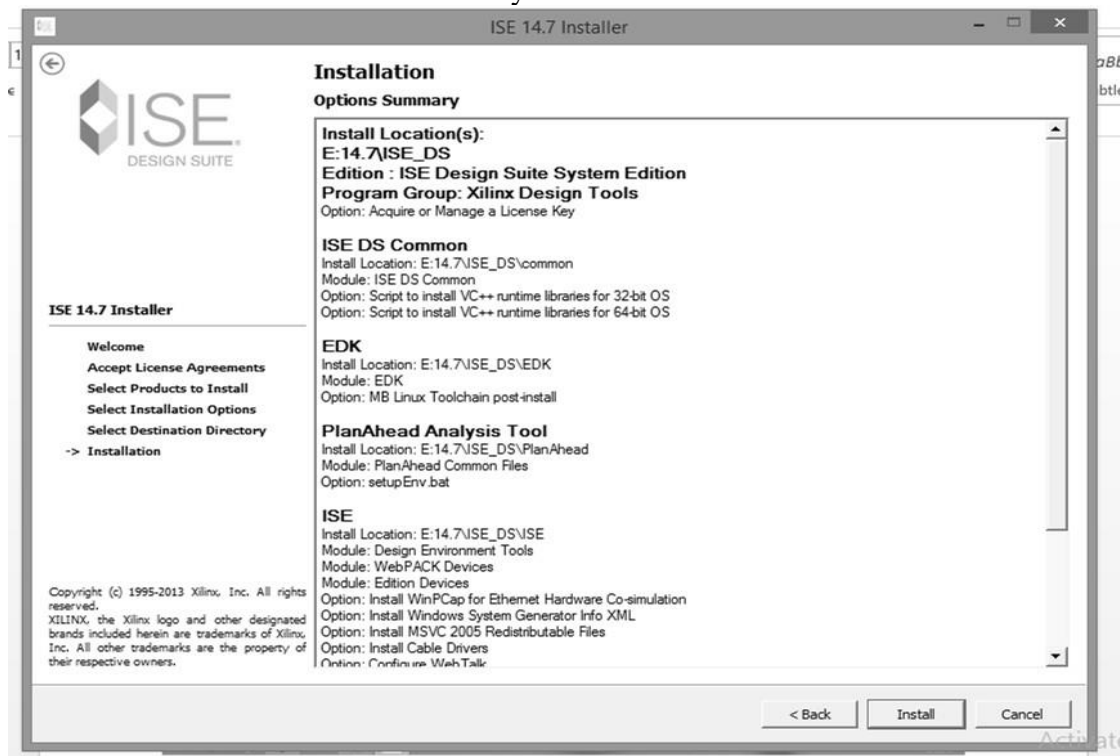 ISE 14.7 Installer
ISE
DESIGN SUITE
ISE 14.7 Installer
Welcome
Accept License Agreements
Select Products to Install
Select Installation Options
Select Destination Directory
-> Installation
Copyright (c) 1995-2013 Xilinx, Inc. All rights
reserved.
XILINX, the Xilinx logo and other designated
brands included herein are trademarks of Xilinx,
Inc. All other trademarks are the property of
their respective owners.
Installation
Options Summary
Install Location(s):
E:14.7\ISE_DS
Edition : ISE Design Suite System Edition
Program Group: Xilinx Design Tools
Option: Acquire or Manage a License Key
ISE DS Common
Install Location: E:14.7\ISE_DS\common
Module: ISE DS Common
Option: Script to install VC++ runtime libraries for 32-bit OS
Option: Script to install VC++ runtime libraries for 64-bit OS
EDK
Install Location: E:14.7\ISE_DS\EDK
Module: EDK
Option: MB Linux Toolchain post-install
PlanAhead Analysis Tool
Install Location: E:14.7\ISE_DS\PlanAhead
Module: PlanAhead Common Files
Option: setupEnv.bat
ISE
Install Location: E:14.7\ISE_DS\ISE
Module: Design Environment Tools
Module: WebPACK Devices
Module: Edition Devices
Option: Install WinPCap for Ethernet Hardware Co-simulation
Option: Install Windows System Generator Info XML
Option: Install MSVC 2005 Redistributable Files
Option: Install Cable Drivers
Option: Configure WebTalk
< Back
Install
Cancel